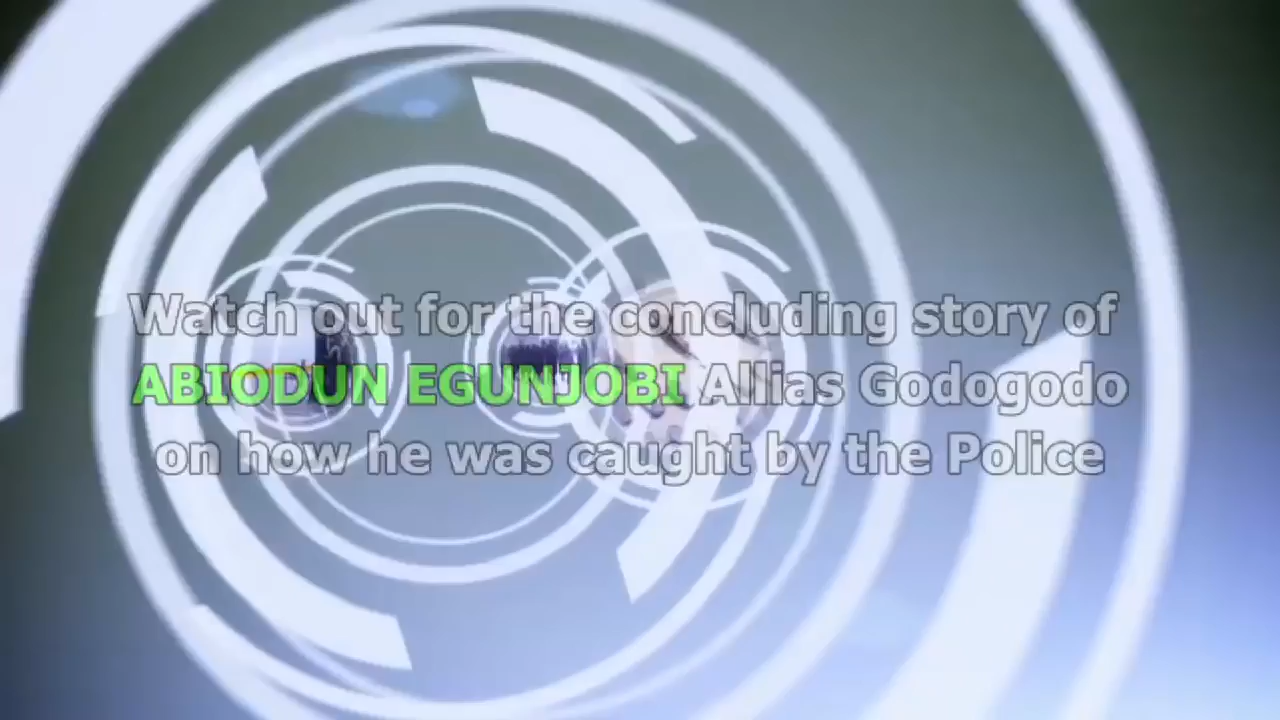 Watch out for the concluding story of
ABIODUN EGUNJOBI Allias Godogodo
on how he was caught by the Police